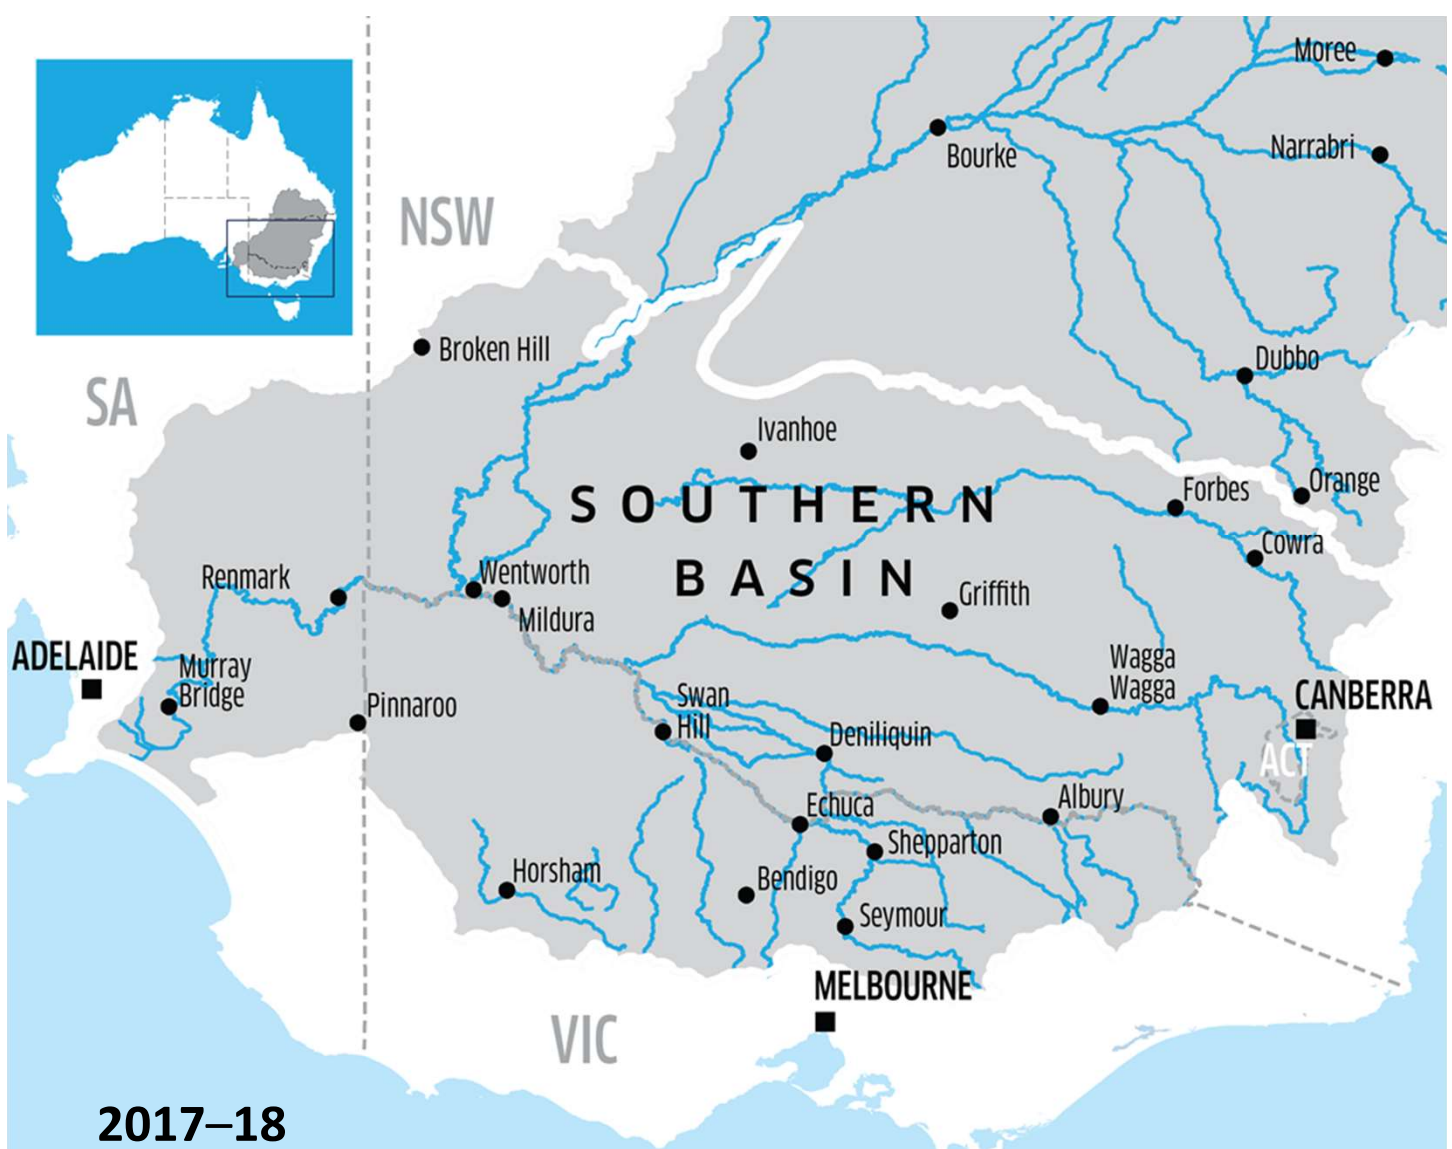 Moree
Bourke
Narrabri
NSW
Broken Hill
Dubbo
SA
Ivanhoe
SOUTHERN
BASIN
Forbes
Orange
Cowra
Renmark
Wentworth
Mildura
Griffith
ADELAIDE
Murray
Bridge
Pinnaroo
Swan
Hill
Deniliquin
Wagga
Wagga
CANBERRA
ACT
Echuca
Albury
Shepparton
Horsham
Bendigo
Seymour
MELBOURNE
VIC
2017–18